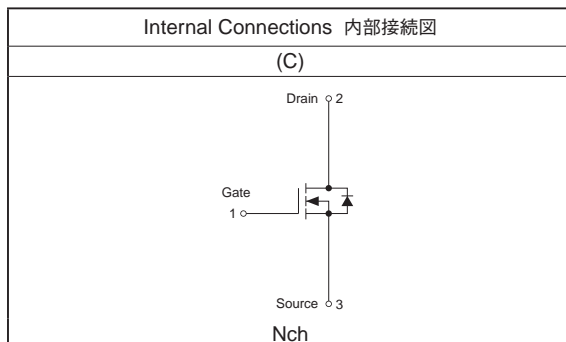 Internal Connections 内部接続図
(C)
Drain 2
Gate
1
Source 3
Nch